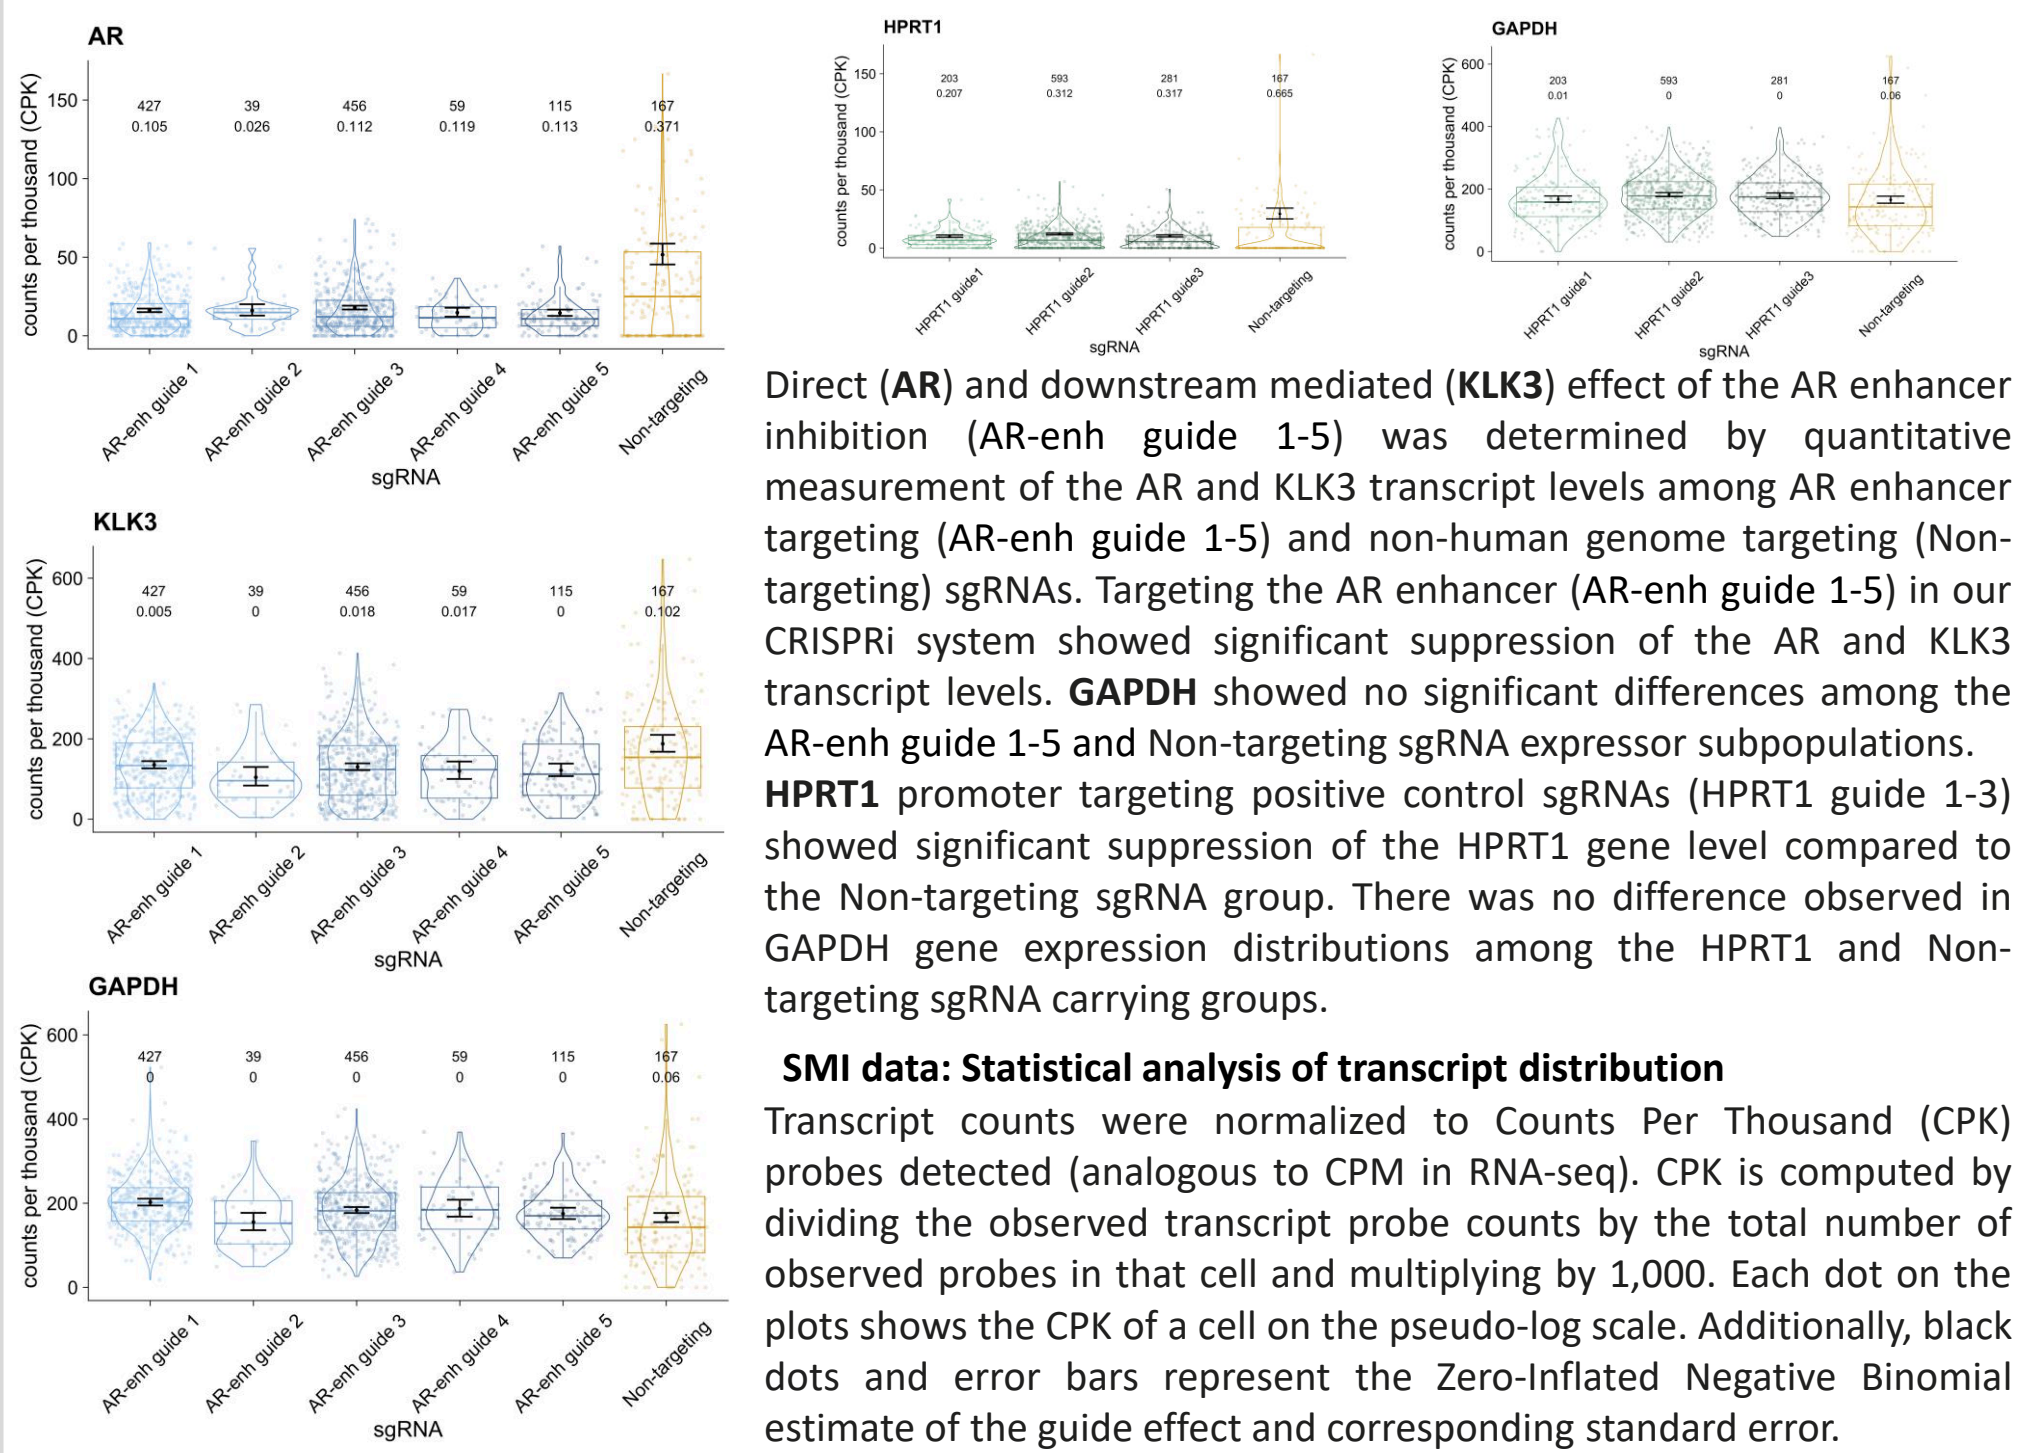 AR
counts per thousand (CPK)
150
100
50
0
427 39 456 59 115 167
0.105 0.026 0.112 0.119 0.113 0.371
AR-enh guide 1
AR-enh guide 2
AR-enh guide 3
AR-enh guide 4
AR-enh guide 5
Non-targeting
sgRNA
KLK3
counts per thousand (CPK)
600
400
200
0
427 39 456 59 115 167
0.005 0 0.018 0.017 0 0.102
AR-enh guide 1
AR-enh guide 2
AR-enh guide 3
AR-enh guide 4
AR-enh guide 5
Non-targeting
sgRNA
GAPDH
counts per thousand (CPK)
600
400
200
0
427 39 456 59 115 167
0 0 0 0 0 0.06
AR-enh guide 1
AR-enh guide 2
AR-enh guide 3
AR-enh guide 4
AR-enh guide 5
Non-targeting
sgRNA
HPRT1
counts per thousand (CPK)
150
100
50
0
203 593 281 167
0.207 0.312 0.317 0.665
HPRT1 guide1
HPRT1 guide2
HPRT1 guide3
Non-targeting
sgRNA
GAPDH
counts per thousand (CPK)
600
400
200
0
203 593 281 167
0.01 0 0 0.06
HPRT1 guide1
HPRT1 guide2
HPRT1 guide3
Non-targeting
sgRNA
Direct (AR) and downstream mediated (KLK3) effect of the AR enhancer
inhibition (AR-enh guide 1-5) was determined by quantitative
measurement of the AR and KLK3 transcript levels among AR enhancer
targeting (AR-enh guide 1-5) and non-human genome targeting (Non-
targeting) sgRNAs. Targeting the AR enhancer (AR-enh guide 1-5) in our
CRISPRi system showed significant suppression of the AR and KLK3
transcript levels. GAPDH showed no significant differences among the
AR-enh guide 1-5 and Non-targeting sgRNA expressor subpopulations.
HPRT1 promoter targeting positive control sgRNAs (HPRT1 guide 1-3)
showed significant suppression of the HPRT1 gene level compared to
the Non-targeting sgRNA group. There was no difference observed in
GAPDH gene expression distributions among the HPRT1 and Non-
targeting sgRNA carrying groups.
SMI data: Statistical analysis of transcript distribution
Transcript counts were normalized to Counts Per Thousand (CPK)
probes detected (analogous to CPM in RNA-seq). CPK is computed by
dividing the observed transcript probe counts by the total number of
observed probes in that cell and multiplying by 1,000. Each dot on the
plots shows the CPK of a cell on the pseudo-log scale. Additionally, black
dots and error bars represent the Zero-Inflated Negative Binomial
estimate of the guide effect and corresponding standard error.